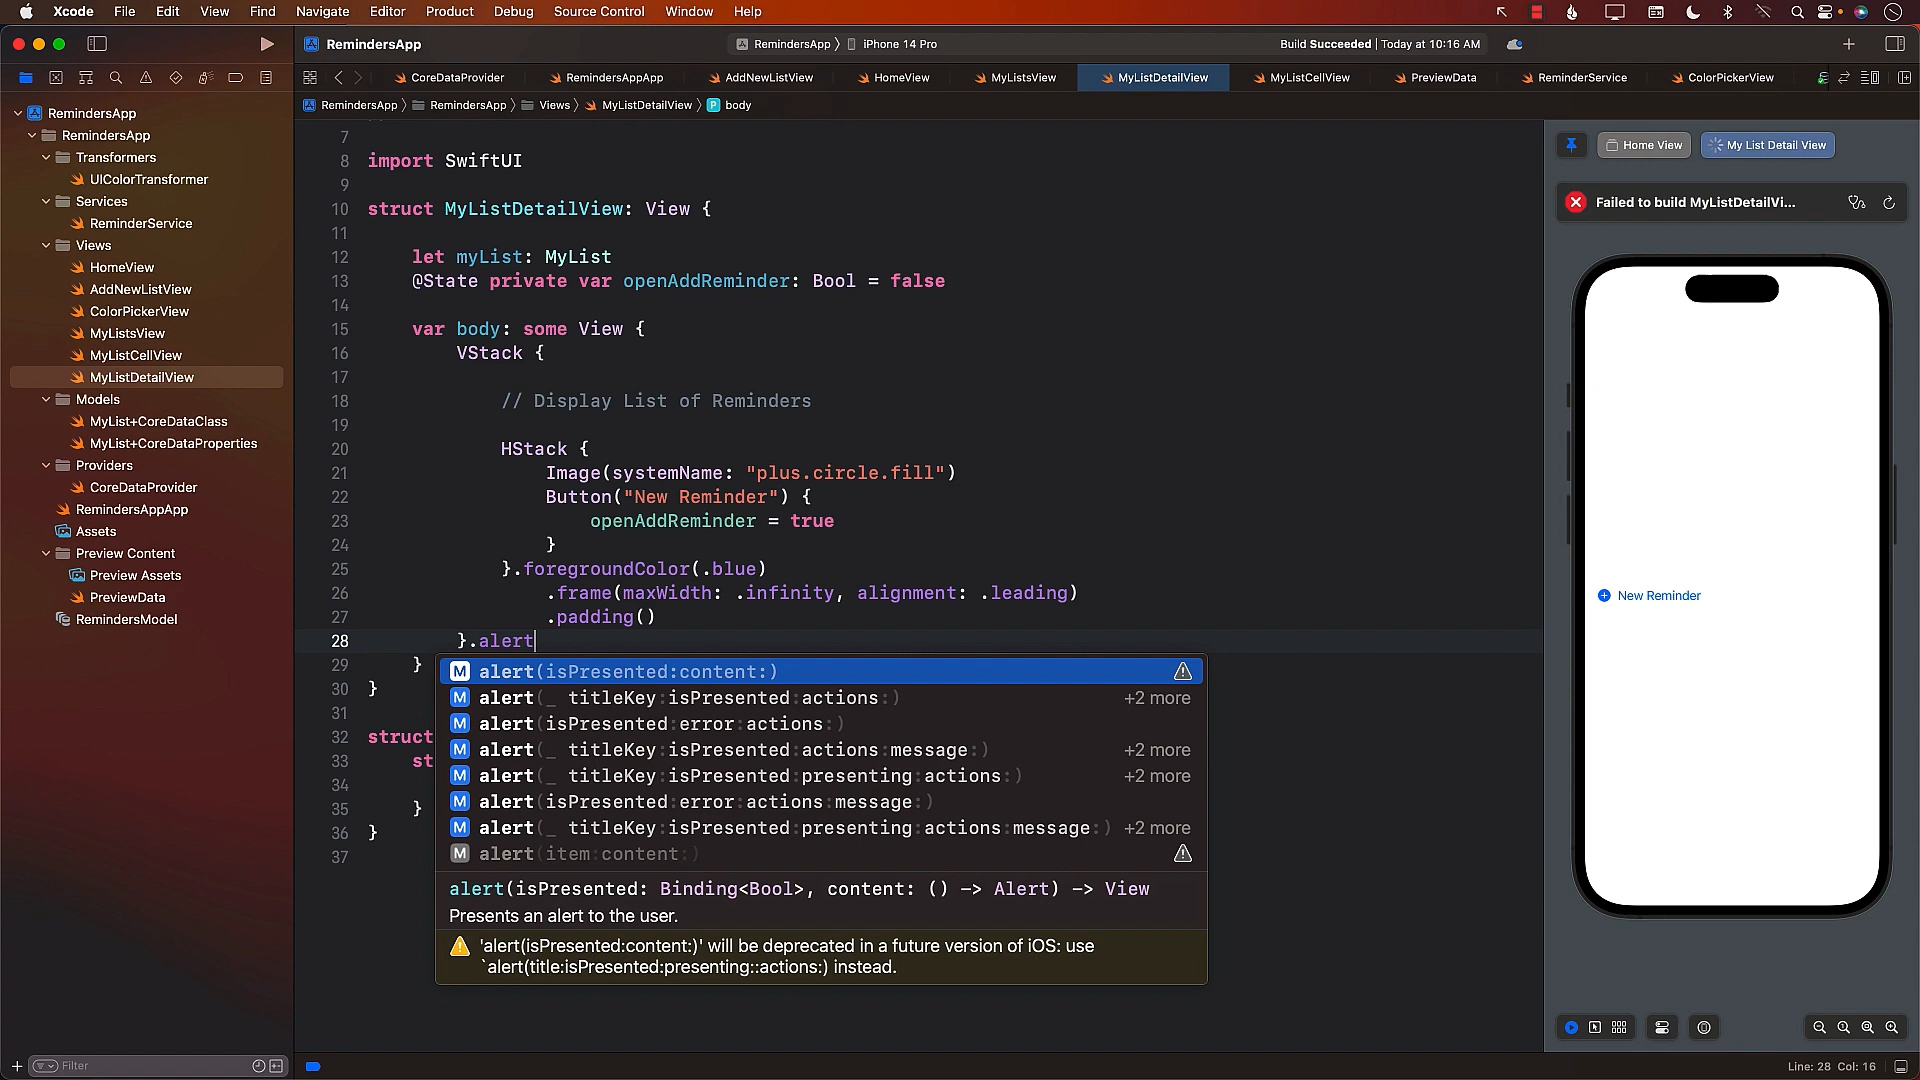 Xcode File Edit View Find Navigate Editor Product Debug Source Control Window Help
RemindersApp
RemindersApp 〉 iPhone 14 Pro
Build Succeeded | Today at 10:16 AM
CoreDataProvider RemindersAppApp AddNewListView HomeView MyListsView MyListDetailView MyListCellView PreviewData ReminderService ColorPickerView
RemindersApp 〉 RemindersApp 〉 Views 〉 MyListDetailView 〉 P body
RemindersApp
RemindersApp
Transformers
UIColorTransformer
Services
ReminderService
Views
HomeView
AddNewListView
ColorPickerView
MyListsView
MyListCellView
MyListDetailView
Models
MyList+CoreDataClass
MyList+CoreDataProperties
Providers
CoreDataProvider
RemindersAppApp
Assets
Preview Content
Preview Assets
PreviewData
RemindersModel
Filter
7
8 import SwiftUI
9
10 struct MyListDetailView: View {
11
12 let myList: MyList
13 @State private var openAddReminder: Bool = false
14
15 var body: some View {
16 VStack {
17
18 // Display List of Reminders
19
20 HStack {
21 Image(systemName: "plus.circle.fill")
22 Button("New Reminder") {
23 openAddReminder = true
24 }
25 }.foregroundColor(.blue)
26 .frame(maxWidth: .infinity, alignment: .leading)
27 .padding()
28 }.alert
29 }
30 }
31
32 struct
33 st
34
35 }
36 }
37
M alert(isPresented:content:)
M alert(_ titleKey:isPresented:actions:) +2 more
M alert(isPresented:error:actions:)
M alert(_ titleKey:isPresented:actions:message:) +2 more
M alert(_ titleKey:isPresented:presenting:actions:) +2 more
M alert(isPresented:error:actions:message:)
M alert(_ titleKey:isPresented:presenting:actions:message:) +2 more
M alert(item:content:)
alert(isPresented: Binding<Bool>, content: () -> Alert) -> View
Presents an alert to the user.
'alert(isPresented:content:)' will be deprecated in a future version of iOS: use
`alert(title:isPresented:presenting::actions:) instead.
Home View
My List Detail View
Failed to build MyListDetailVi...
New Reminder
Line: 28 Col: 16